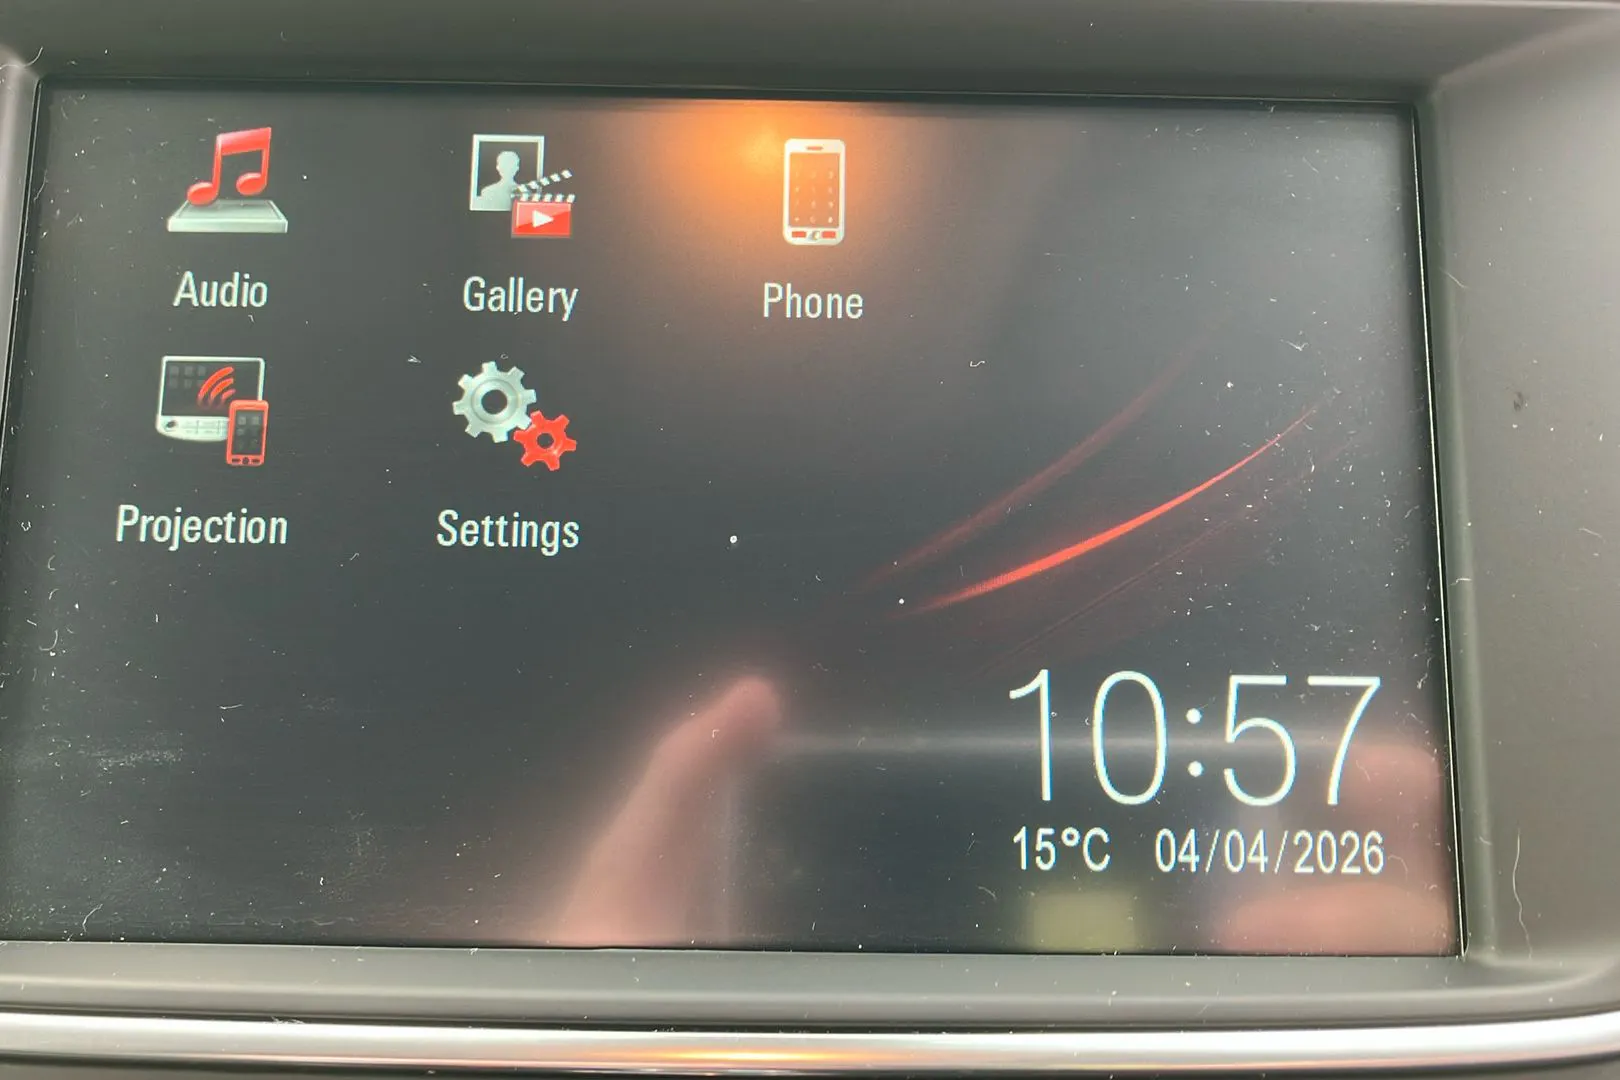 Audio
Gallery
Phone
Projection
Settings
10:57
15°C 04/04/2026